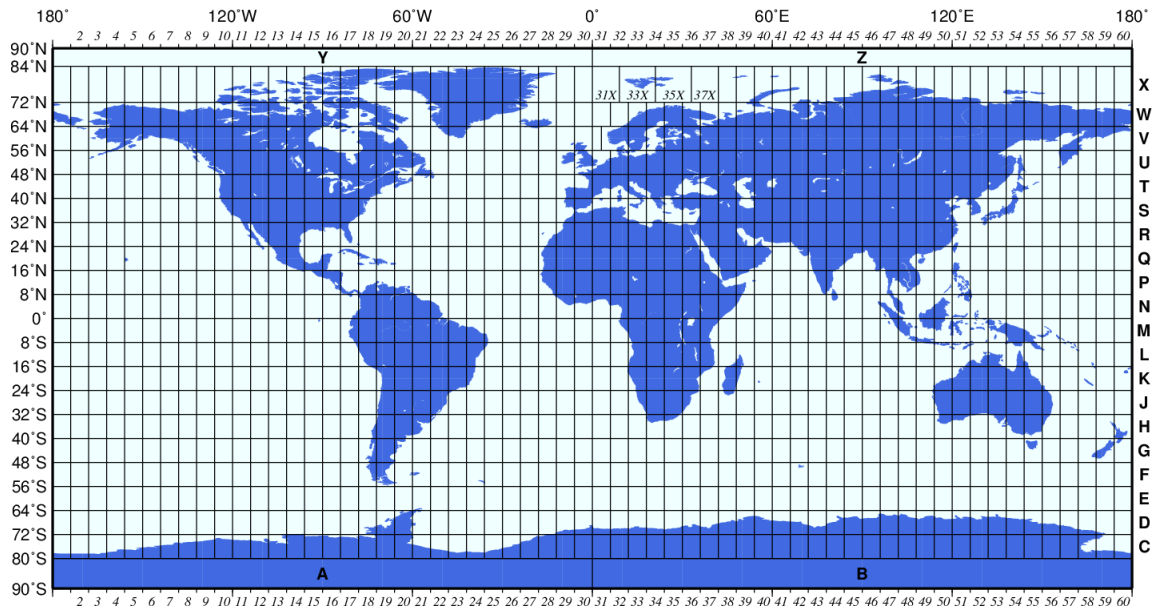 180° 120°W 60°W 0° 60°E 120°E 180°
2 3 4 5 6 7 8 9 10 11 12 13 14 15 16 17 18 19 20 21 22 23 24 25 26 27 28 29 30 31 32 33 34 35 36 37 38 39 40 41 42 43 44 45 46 47 48 49 50 51 52 53 54 55 56 57 58 59 60
90°N
Y Z
84°N
X
31X 33X 35X 37X
72°N
W
64°N
V
56°N
U
48°N
T
40°N
S
32°N
R
24°N
Q
16°N
P
8°N
N
0°
M
8°S
L
16°S
K
24°S
J
32°S
H
40°S
G
48°S
F
56°S
E
64°S
D
72°S
C
80°S
A B
90°S
2 3 4 5 6 7 8 9 10 11 12 13 14 15 16 17 18 19 20 21 22 23 24 25 26 27 28 29 30 31 32 33 34 35 36 37 38 39 40 41 42 43 44 45 46 47 48 49 50 51 52 53 54 55 56 57 58 59 60